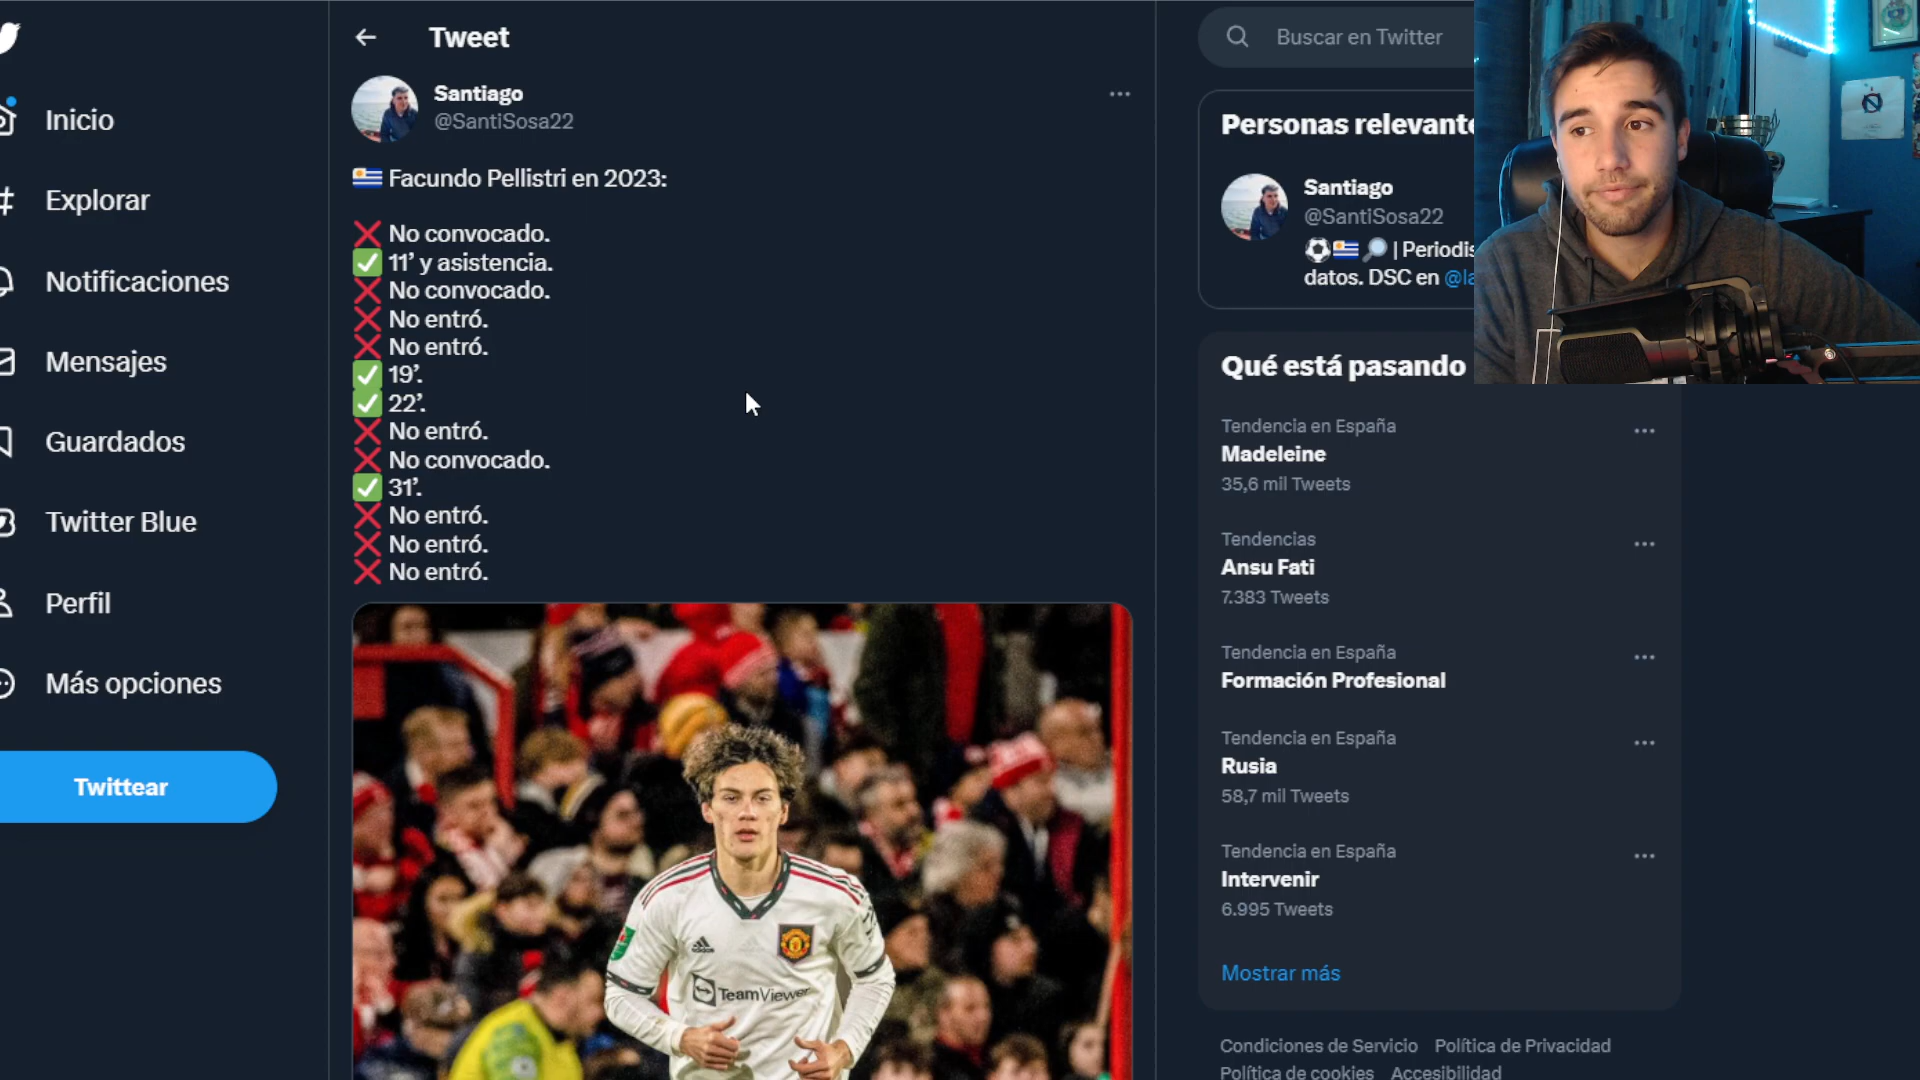 Tweet
Buscar en Twitter
Inicio
Explorar
Notificaciones
Mensajes
Guardados
Twitter Blue
Perfil
Más opciones
Twittear
Santiago
@SantiSosa22
🇺🇾 Facundo Pellistri en 2023:
❌ No convocado.
✅ 11’ y asistencia.
❌ No convocado.
❌ No entró.
❌ No entró.
✅ 19’.
✅ 22’.
❌ No entró.
❌ No convocado.
✅ 31’.
❌ No entró.
❌ No entró.
❌ No entró.
adidas
TeamViewer
Personas relevante
Santiago
@SantiSosa22
⚽🇺🇾🔎 | Periodis
datos. DSC en @la
Qué está pasando
Tendencia en España
Madeleine
35,6 mil Tweets
Tendencias
Ansu Fati
7.383 Tweets
Tendencia en España
Formación Profesional
Tendencia en España
Rusia
58,7 mil Tweets
Tendencia en España
Intervenir
6.995 Tweets
Mostrar más
Condiciones de Servicio Política de Privacidad
Política de cookies Accesibilidad